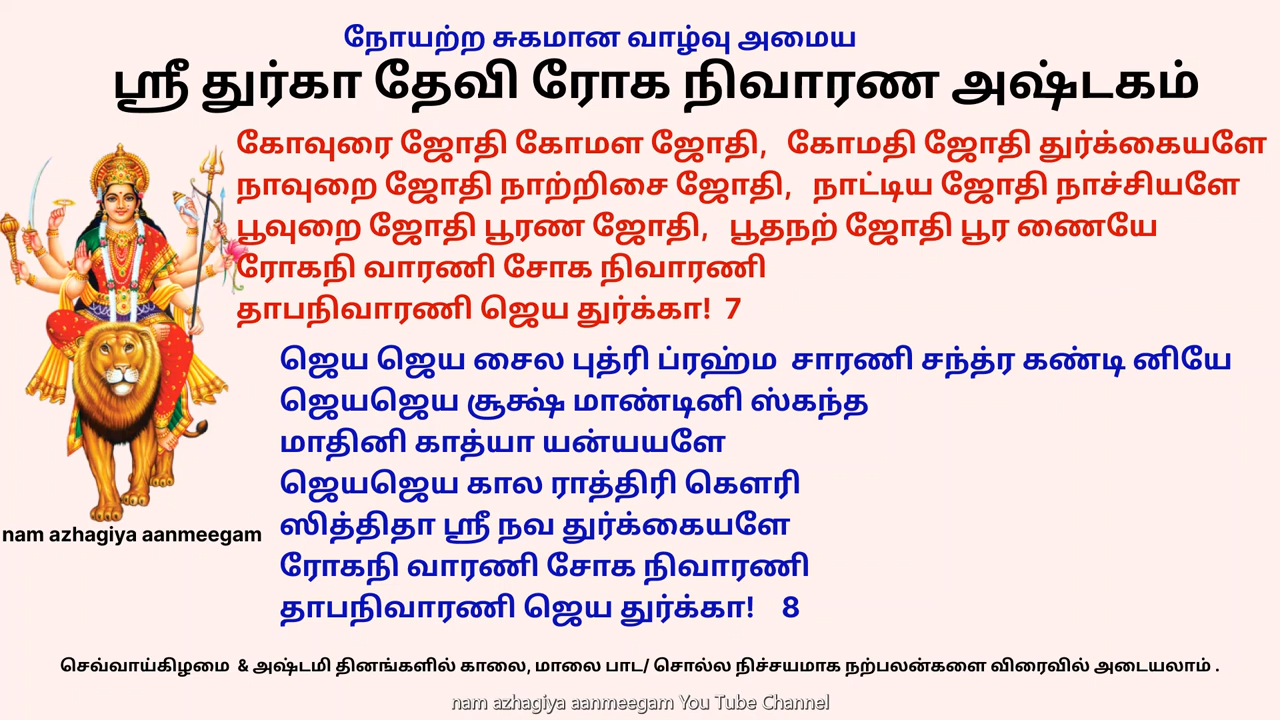 நோயற்ற சுகமான வாழ்வு அமைய
ஸ்ரீ துர்கா தேவி ரோக நிவாரண அஷ்டகம்
கோவுரை ஜோதி கோமள ஜோதி, கோமதி ஜோதி துர்க்கையளே
நாவுறை ஜோதி நாற்றிசை ஜோதி, நாட்டிய ஜோதி நாச்சியளே
பூவுறை ஜோதி பூரண ஜோதி, பூதநற் ஜோதி பூர ணையே
ரோகநி வாரணி சோக நிவாரணி
தாபநிவாரணி ஜெய துர்க்கா! 7
ஜெய ஜெய சைல புத்ரி ப்ரஹ்ம சாரணி சந்த்ர கண்டி னியே
ஜெயஜெய சூக்ஷ் மாண்டினி ஸ்கந்த
மாதினி காத்யா யன்யயளே
ஜெயஜெய கால ராத்திரி கௌரி
ஸித்திதா ஸ்ரீ நவ துர்க்கையளே
ரோகநி வாரணி சோக நிவாரணி
தாபநிவாரணி ஜெய துர்க்கா! 8
nam azhagiya aanmeegam
செவ்வாய்கிழமை & அஷ்டமி தினங்களில் காலை, மாலை பாட/ சொல்ல நிச்சயமாக நற்பலன்களை விரைவில் அடையலாம் .
nam azhagiya aanmeegam You Tube Channel